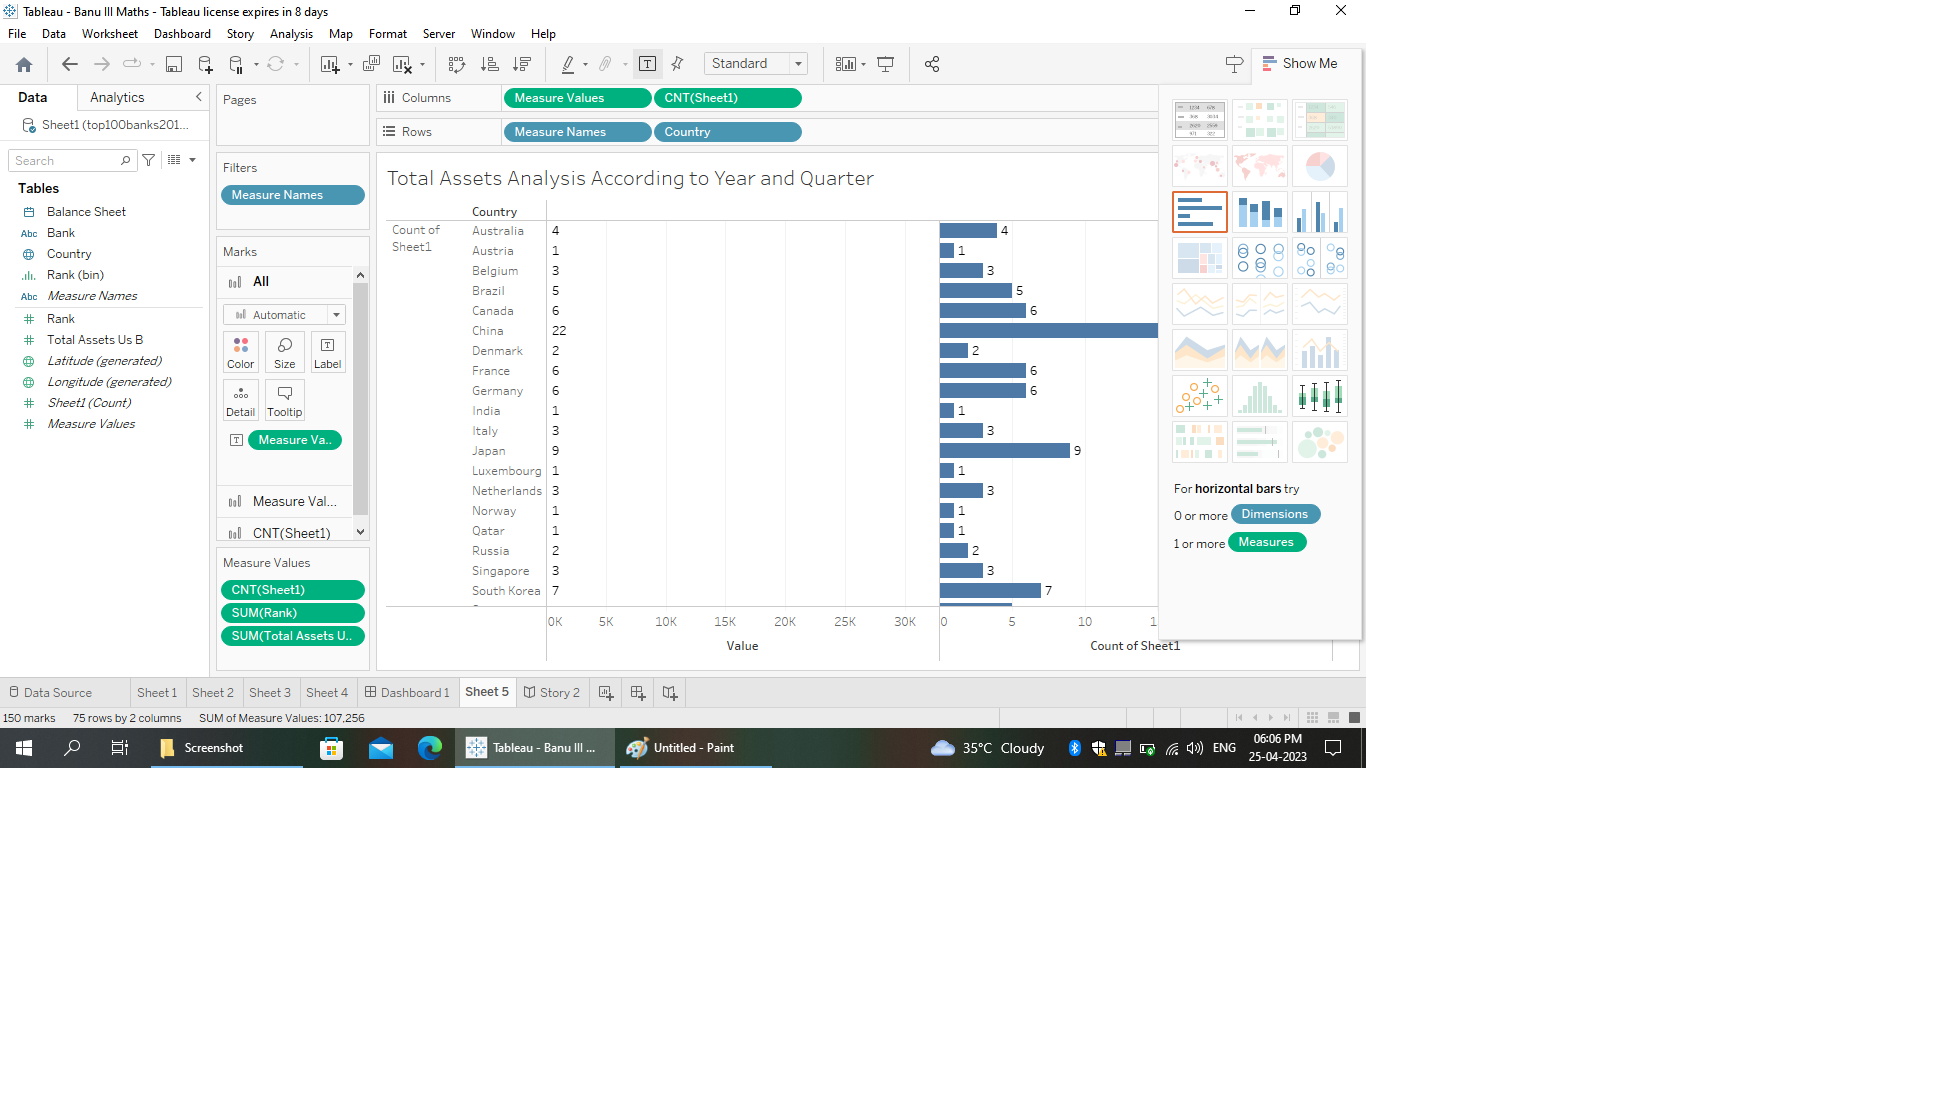 Tableau - Banu III Maths - Tableau license expires in 8 days
File Data Worksheet Dashboard Story Analysis Map Format Server Window Help
Standard
Show Me
Data Analytics
Sheet1 (top100banks201...
Search
Tables
Balance Sheet
Abc Bank
Country
Rank (bin)
Abc Measure Names
Rank
Total Assets Us B
Latitude (generated)
Longitude (generated)
Sheet1 (Count)
Measure Values
Pages
Filters
Measure Names
Marks
All
Automatic
Color Size Label
Detail Tooltip
Measure Va..
Measure Val...
CNT(Sheet1)
Measure Values
CNT(Sheet1)
SUM(Rank)
SUM(Total Assets U..
Columns Measure Values CNT(Sheet1)
Rows Measure Names Country
Total Assets Analysis According to Year and Quarter
Country
Count of
Sheet1
Australia 4 4
Austria 1 1
Belgium 3 3
Brazil 5 5
Canada 6 6
China 22
Denmark 2 2
France 6 6
Germany 6 6
India 1 1
Italy 3 3
Japan 9 9
Luxembourg 1 1
Netherlands 3 3
Norway 1 1
Qatar 1 1
Russia 2 2
Singapore 3 3
South Korea 7 7
0K 5K 10K 15K 20K 25K 30K 0 5 10
Value Count of Sheet1
For horizontal bars try
0 or more Dimensions
1 or more Measures
Data Source Sheet 1 Sheet 2 Sheet 3 Sheet 4 Dashboard 1 Sheet 5 Story 2
150 marks 75 rows by 2 columns SUM of Measure Values: 107,256
Screenshot Tableau - Banu III ... Untitled - Paint 35°C Cloudy ENG 06:06 PM
25-04-2023